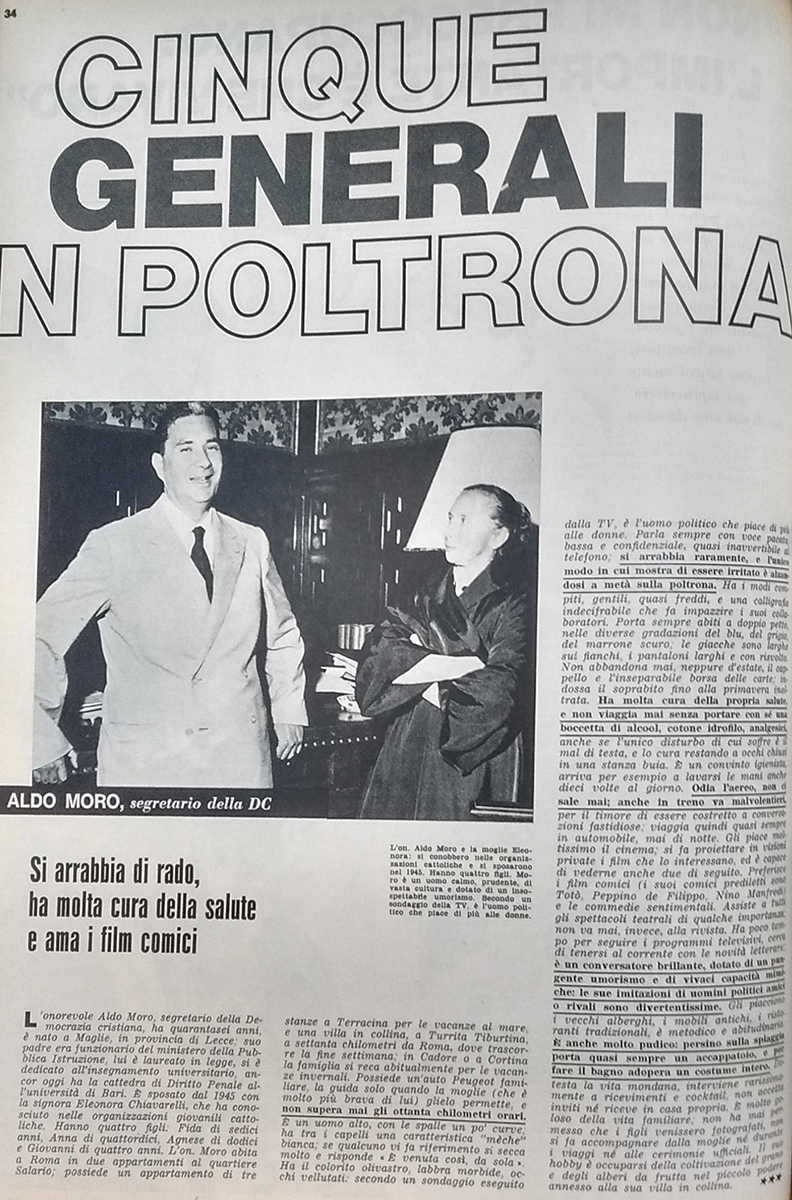 34
CINQUE
GENERALI
N POLTRONA
ALDO MORO, segretario della DC
Si arrabbia di rado,
ha molta cura della salute
e ama i film comici
L'on. Aldo Moro e la moglie Eleo-
nora: si conobbero nelle organiz-
zazioni cattoliche e si sposarono
nel 1945. Hanno quattro figli. Mo-
ro è un uomo calmo, prudente, di
vasta cultura e dotato di un inso-
spettabile umorismo. Secondo un
sondaggio della TV, è l'uomo poli-
tico che piace di più alle donne.
L'onorevole Aldo Moro, segretario della De-
mocrazia cristiana, ha quarantasei anni,
è nato a Maglie, in provincia di Lecce; suo
padre era funzionario del ministero della Pub-
blica Istruzione, lui è laureato in legge, si è
dedicato all'insegnamento universitario, an-
cor oggi ha la cattedra di Diritto Penale al-
l'università di Bari. È sposato dal 1945 con
la signora Eleonora Chiavarelli, che ha cono-
sciuto nelle organizzazioni giovanili catto-
liche. Hanno quattro figli: Fida di sedici
anni, Anna di quattordici, Agnese di dodici
e Giovanni di quattro anni. L'on. Moro abita
a Roma in due appartamenti al quartiere
Salario; possiede un appartamento di tre
stanze a Terracina per le vacanze al mare,
e una villa in collina, a Turrita Tiburtina,
a settanta chilometri da Roma, dove trascor-
re la fine settimana; in Cadore o a Cortina
la famiglia si reca abitualmente per le vacan-
ze invernali. Possiede un'auto Peugeot fami-
liare, la guida solo quando la moglie (che è
molto più brava di lui) glielo permette, e
non supera mai gli ottanta chilometri orari.
È un uomo alto, con le spalle un po' curve;
ha tra i capelli una caratteristica "mèche"
bianca; se qualcuno vi fa riferimento si secca
molto e risponde « È venuta così, da sola ».
Ha il colorito olivastro, labbra morbide, oc-
chi vellutati: secondo un sondaggio eseguito
dalla TV, è l'uomo politico che piace di più
alle donne. Parla sempre con voce pacata,
bassa e confidenziale, quasi inavvertibile al
telefono; si arrabbia raramente, e l'unico
modo in cui mostra di essere irritato è alzan-
dosi a metà sulla poltrona. Ha i modi com-
piti, gentili, quasi freddi, e una calligrafia
indecifrabile che fa impazzire i suoi colla-
boratori. Porta sempre abiti a doppio petto,
nelle diverse gradazioni del blu, del grigio,
del marrone scuro, le giacche sono larghe
sui fianchi, i pantaloni larghi e con risvolto.
Non abbandona mai, neppure d'estate, il cap-
pello e l'inseparabile borsa delle carte; in-
dossa il soprabito fino alla primavera inol-
trata. Ha molta cura della propria salute,
e non viaggia mai senza portare con sé una
boccetta di alcool, cotone idrofilo, analgesici,
anche se l'unico disturbo di cui soffre è il
mal di testa, e lo cura restando a occhi chiusi
in una stanza buia. È un convinto igienista,
arriva per esempio a lavarsi le mani anche
dieci volte al giorno. Odia l'aereo, non ci
sale mai; anche in treno va malvolentieri,
per il timore di essere costretto a conversa-
zioni fastidiose; viaggia quindi quasi sempre
in automobile, mai di notte. Gli piace mol-
tissimo il cinema; si fa proiettare in visioni
private i film che lo interessano, ed è capace
di vederne anche due di seguito. Preferisce
i film comici (i suoi comici prediletti sono
Totò, Peppino de Filippo, Nino Manfredi)
e le commedie sentimentali. Assiste a tutti
gli spettacoli teatrali di qualche importanza,
non va mai, invece, alla rivista. Ha poco tem-
po per seguire i programmi televisivi, cerca
di tenersi al corrente con le novità letterarie,
è un conversatore brillante, dotato di un pun-
gente umorismo e di vivaci capacità mimi-
che: le sue imitazioni di uomini politici amici
o rivali sono divertentissime. Gli piacciono
i vecchi alberghi, i mobili antichi, i risto-
ranti tradizionali, è metodico e abitudinario.
È anche molto pudico: persino sulla spiaggia
porta quasi sempre un accappatoio, e per
fare il bagno adopera un costume intero. De-
testa la vita mondana, interviene rarissima-
mente a ricevimenti e cocktail, non accetta
inviti né riceve in casa propria. È molto ge-
loso della vita familiare, non ha mai per-
messo che i figli venissero fotografati, non
si fa accompagnare dalla moglie né durante
i viaggi né alle cerimonie ufficiali. Il suo
hobby è occuparsi della coltivazione del grano
e degli alberi da frutta nel piccolo podere
annesso alla sua villa in collina. ★★★